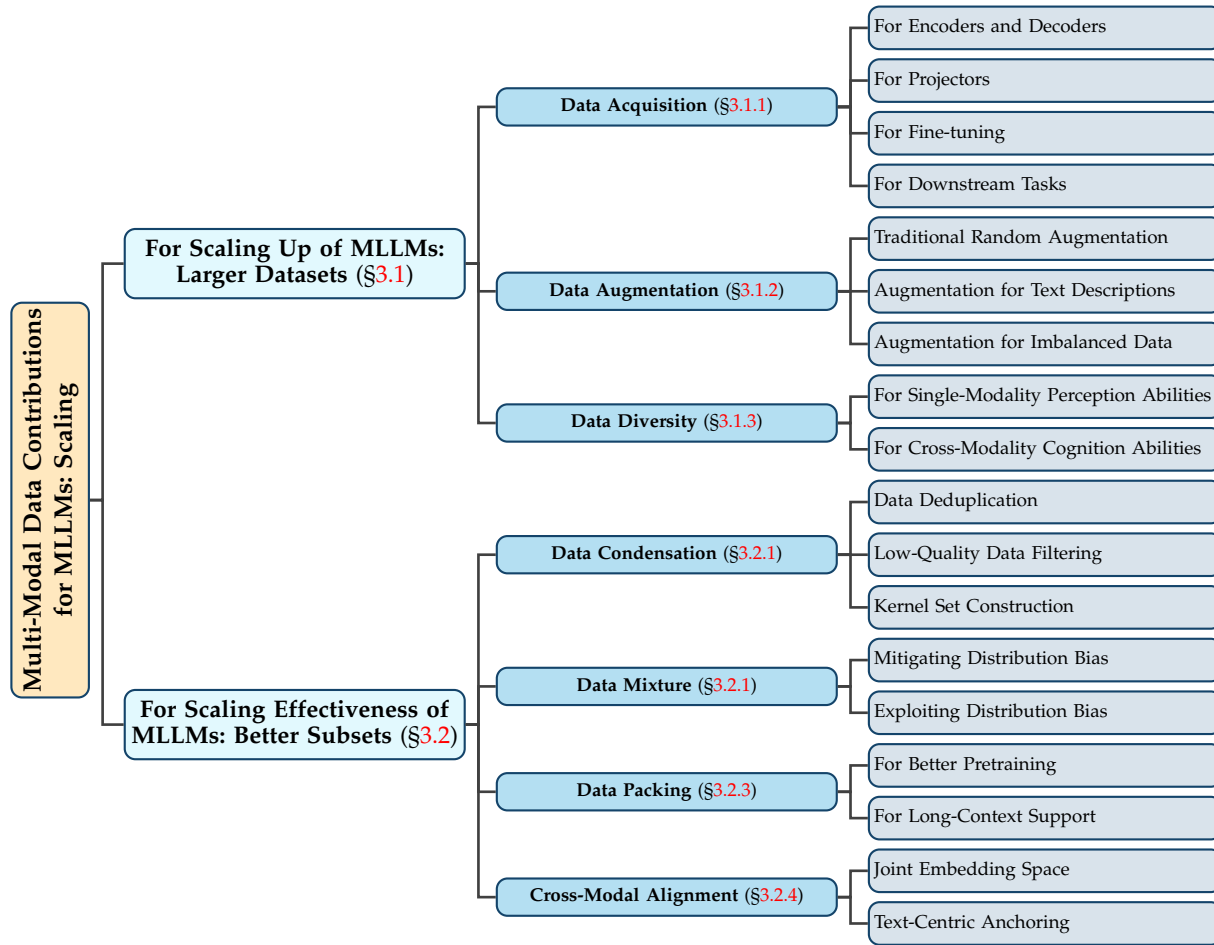 Multi-Modal Data Contributions
for MLLMs: Scaling
For Scaling Up of MLLMs:
Larger Datasets (§3.1)
Data Acquisition (§3.1.1)
For Encoders and Decoders
For Projectors
For Fine-tuning
For Downstream Tasks
Data Augmentation (§3.1.2)
Traditional Random Augmentation
Augmentation for Text Descriptions
Augmentation for Imbalanced Data
Data Diversity (§3.1.3)
For Single-Modality Perception Abilities
For Cross-Modality Cognition Abilities
For Scaling Effectiveness of
MLLMs: Better Subsets (§3.2)
Data Condensation (§3.2.1)
Data Deduplication
Low-Quality Data Filtering
Kernel Set Construction
Data Mixture (§3.2.1)
Mitigating Distribution Bias
Exploiting Distribution Bias
Data Packing (§3.2.3)
For Better Pretraining
For Long-Context Support
Cross-Modal Alignment (§3.2.4)
Joint Embedding Space
Text-Centric Anchoring